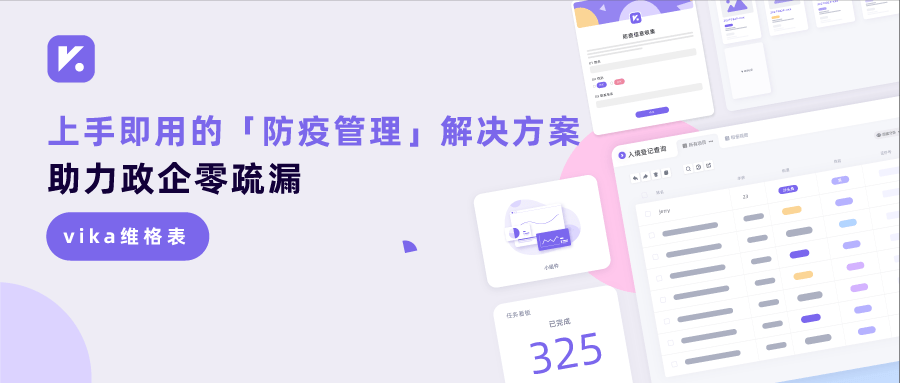 上手即用的「防疫管理」解决方案
助力政企零疏漏
vika维格表
防疫信息收集
入境登记查询
Jerry
23
小组件
任务看板
已完成
325